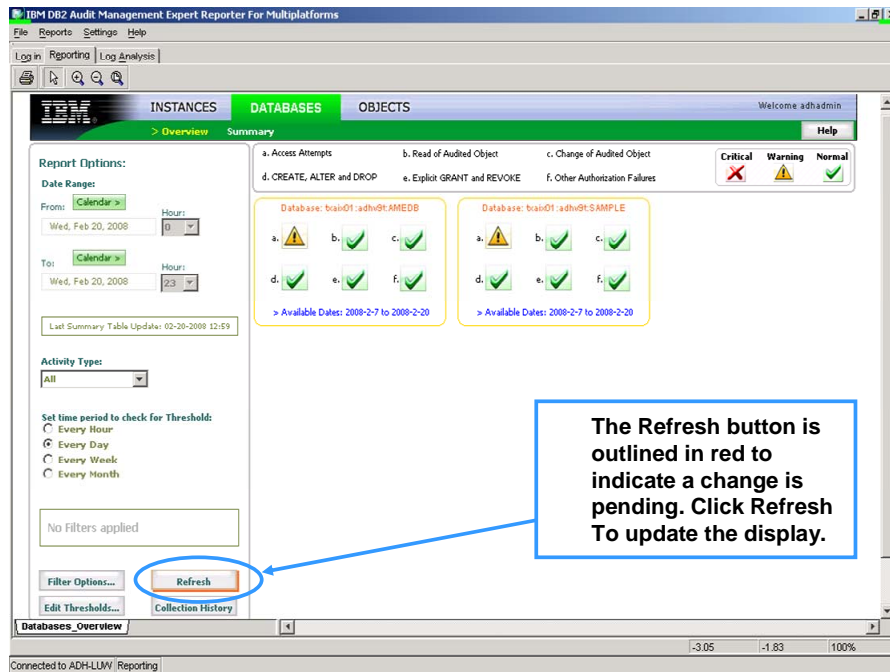 IBM DB2 Audit Management Expert Reporter For Multiplatforms
File Reports Settings Help
Log in Reporting Log Analysis
IBM INSTANCES DATABASES OBJECTS Welcome adhadmin
> Overview Summary Help
Report Options:
Date Range:
From: Calendar >
Hour:
Wed, Feb 20, 2008 0
To: Calendar >
Hour:
Wed, Feb 20, 2008 23
Last Summary Table Update: 02-20-2008 12:59
Activity Type:
All
Set time period to check for Threshold:
Every Hour
Every Day
Every Week
Every Month
No Filters applied
Filter Options... Refresh
Edit Thresholds... Collection History
a. Access Attempts b. Read of Audited Object c. Change of Audited Object
d. CREATE, ALTER and DROP e. Explicit GRANT and REVOKE f. Other Authorization Failures
Critical Warning Normal
Database: txaix01:adhv9t:AMEDB
a. b. c.
d. e. f.
> Available Dates: 2008-2-7 to 2008-2-20
Database: txaix01:adhv9t:SAMPLE
a. b. c.
d. e. f.
> Available Dates: 2008-2-7 to 2008-2-20
The Refresh button is
outlined in red to
indicate a change is
pending. Click Refresh
To update the display.
Databases_Overview
-3.05 -1.83 100%
Connected to ADH-LUW Reporting